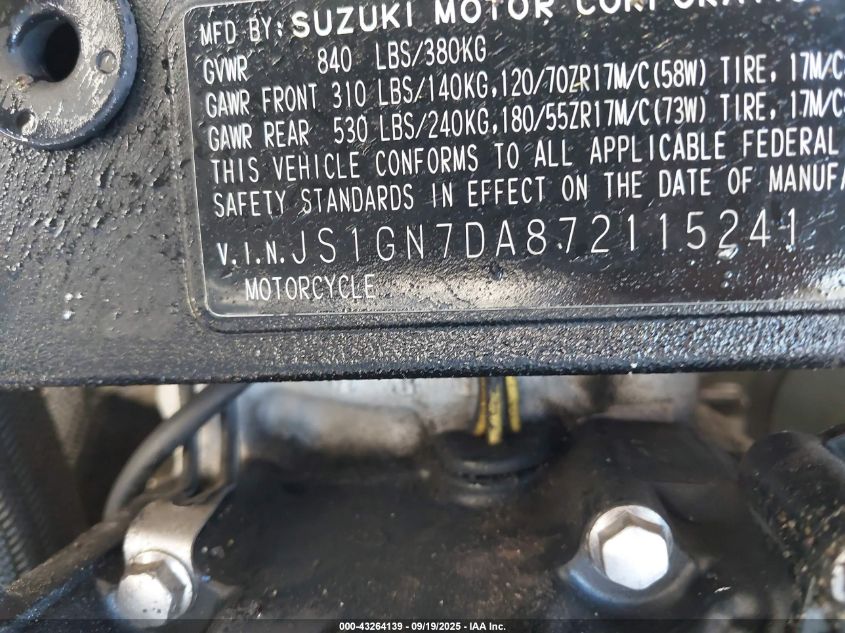 MFD BY: SUZUKI MOTOR CORPORATIO
GVWR 840 LBS/380KG
GAWR FRONT 310 LBS/140KG, 120/70ZR17M/C(58W) TIRE, 17M/C
GAWR REAR 530 LBS/240KG, 180/55ZR17M/C(73W) TIRE, 17M/C
THIS VEHICLE CONFORMS TO ALL APPLICABLE FEDERAL
SAFETY STANDARDS IN EFFECT ON THE DATE OF MANUFA
V.I.N. JS1GN7DA872115241
MOTORCYCLE
000-43264139 - 09/19/2025 - IAA Inc.